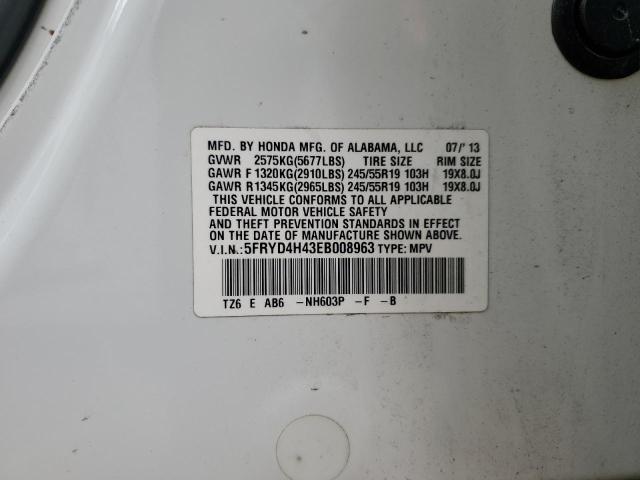 MFD. BY HONDA MFG. OF ALABAMA, LLC 07/'13
GVWR 2575KG(5677LBS) TIRE SIZE RIM SIZE
GAWR F 1320KG(2910LBS) 245/55R19 103H 19X8.0J
GAWR R 1345KG(2965LBS) 245/55R19 103H 19X8.0J
THIS VEHICLE CONFORMS TO ALL APPLICABLE
FEDERAL MOTOR VEHICLE SAFETY
AND THEFT PREVENTION STANDARDS IN EFFECT
ON THE DATE OF MANUFACTURE SHOWN ABOVE.
V.I.N.: 5FRYD4H43EB008963 TYPE: MPV
TZ6 E AB6 -NH603P -F -B